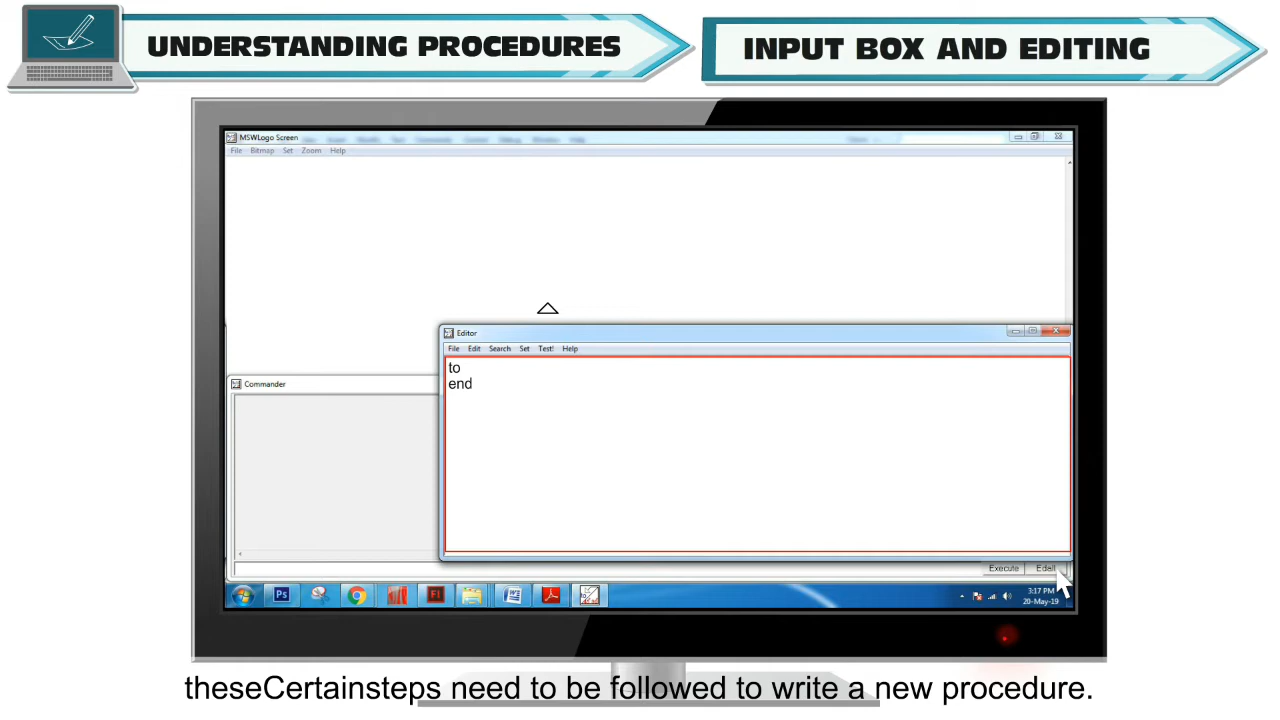 UNDERSTANDING PROCEDURES
INPUT BOX AND EDITING
MSWLogo Screen
File Bitmap Set Zoom Help
Editor
File Edit Search Set Test! Help
to
end
Commander
Execute Edall
Ps
Fl
3:17 PM
20-May-19
theseCertainsteps need to be followed to write a new procedure.